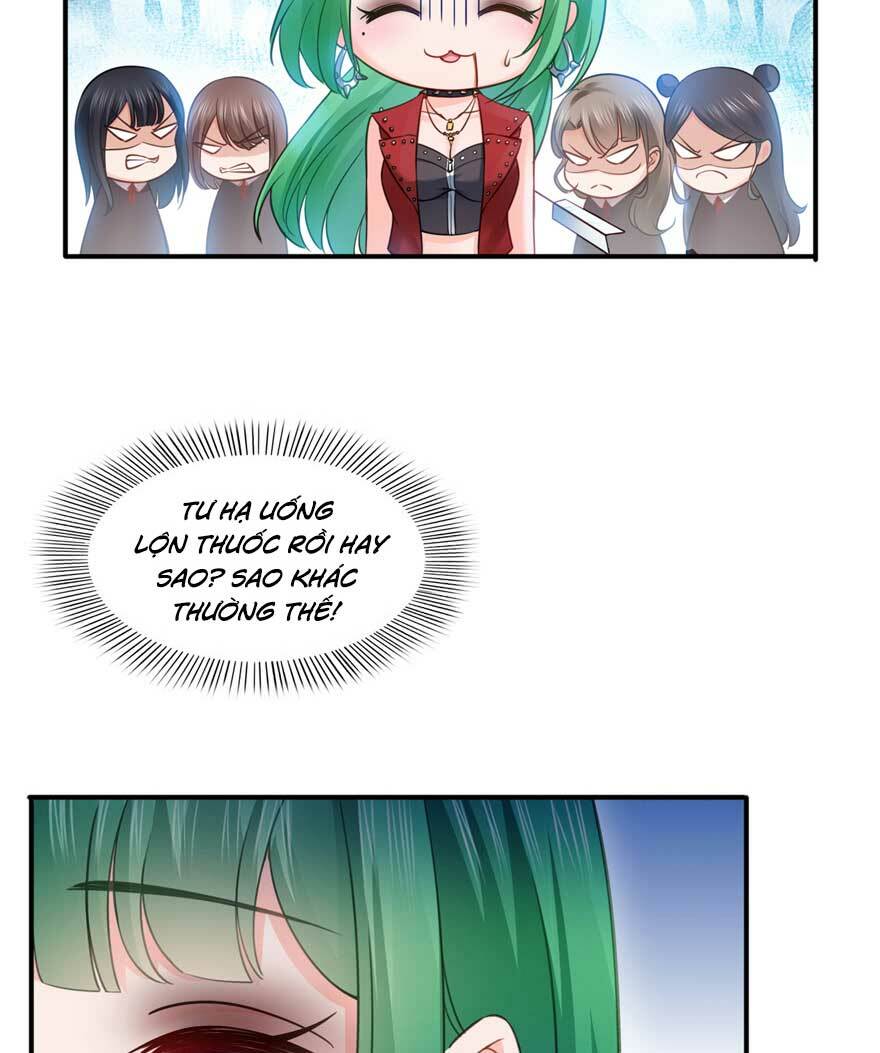 TƯ HẠ UỐNG
LỘN THUỐC RỒI HAY
SAO? SAO KHÁC
THƯỜNG THẾ!